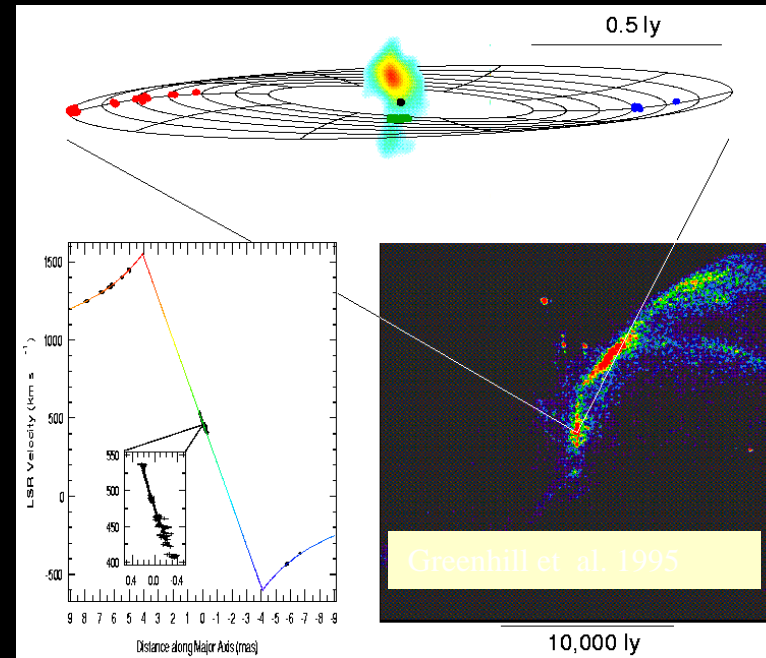 0.5 ly
1500
1000
500
0
-500
LSR Velocity (km s⁻¹)
550
500
450
400
0.4 0.0 -0.4
9 8 7 6 5 4 3 2 1 0 -1 -2 -3 -4 -5 -6 -7 -8 -9
Distance along Major Axis (mas)
Greenhill et al. 1995
10,000 ly